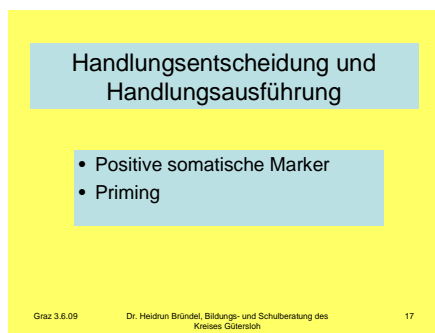 Handlungsentscheidung und
Handlungsausführung
• Positive somatische Marker
• Priming
Graz 3.6.09
Dr. Heidrun Bründel, Bildungs- und Schulberatung des
Kreises Gütersloh
17